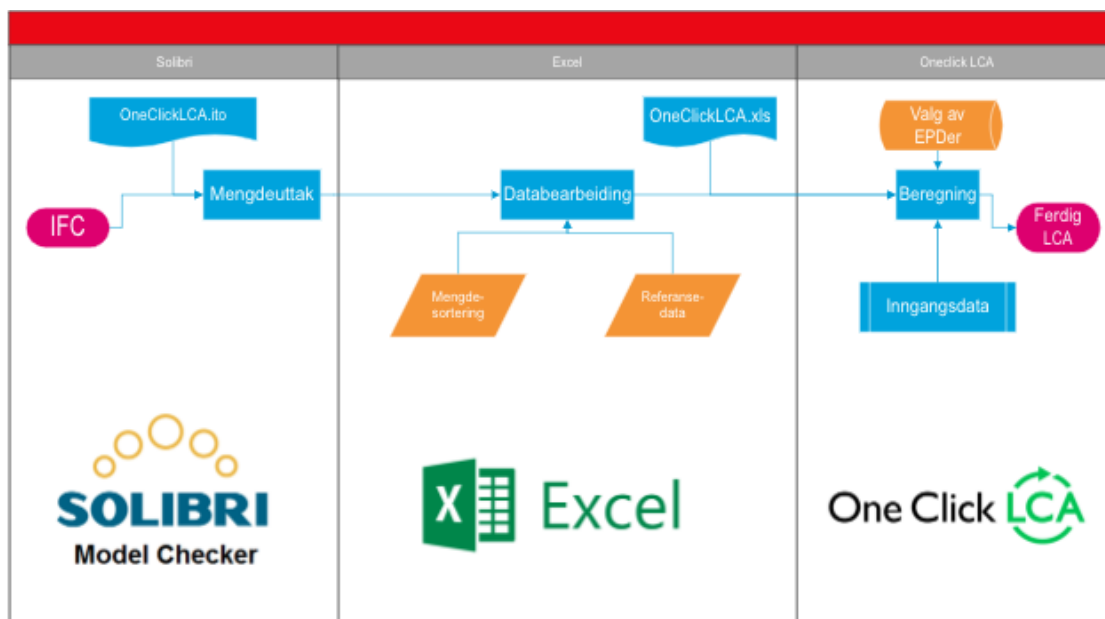 Solibri
Excel
Oneclick LCA
OneClickLCA.ito
OneClickLCA.xls
Valg av
EPDer
Mengdeuttak
Databearbeiding
Beregning
IFC
Ferdig
LCA
Mengde-
sortering
Referanse-
data
Inngangsdata
SOLIBRI
Model Checker
X
Excel
One Click LCA